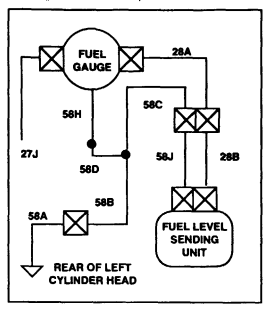 FUEL
GAUGE
28A
58H
58C
27J
58D
58J
28B
58A
58B
FUEL LEVEL
SENDING
UNIT
REAR OF LEFT
CYLINDER HEAD